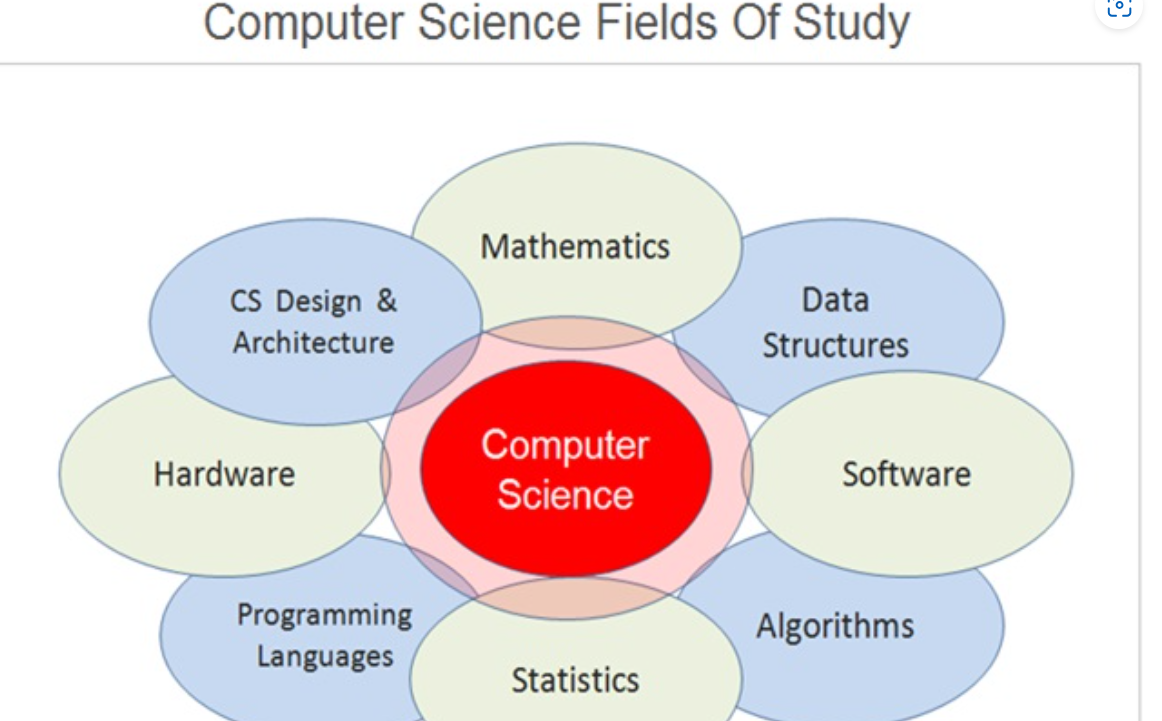 Computer Science Fields Of Study
Mathematics
CS Design &
Architecture
Data
Structures
Hardware
Computer
Science
Software
Programming
Languages
Algorithms
Statistics